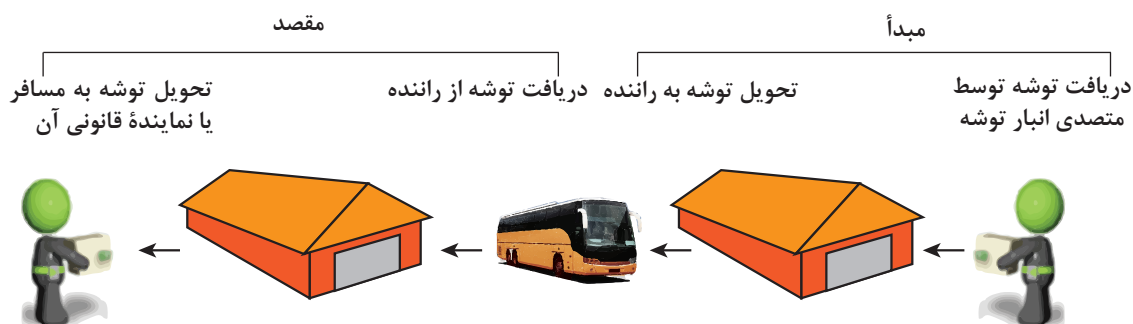 مبدأ
مقصد
دریافت توشه توسط
متصدی انبار توشه
تحویل توشه به راننده
دریافت توشه از راننده
تحویل توشه به مسافر
یا نمایندۀ قانونی آن